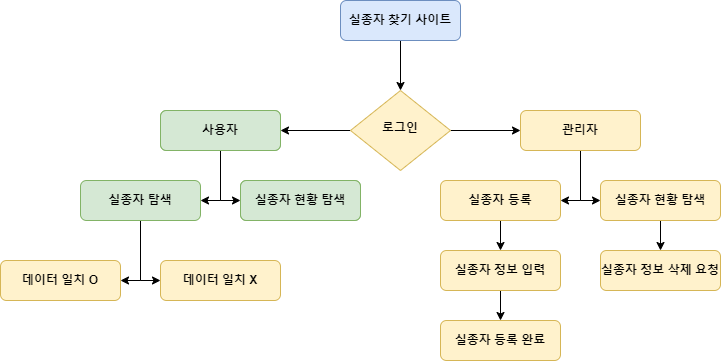 실종자 찾기 사이트
로그인
사용자
관리자
실종자 탐색
실종자 현황 탐색
실종자 등록
실종자 현황 탐색
데이터 일치 O
데이터 일치 X
실종자 정보 입력
실종자 정보 삭제 요청
실종자 등록 완료